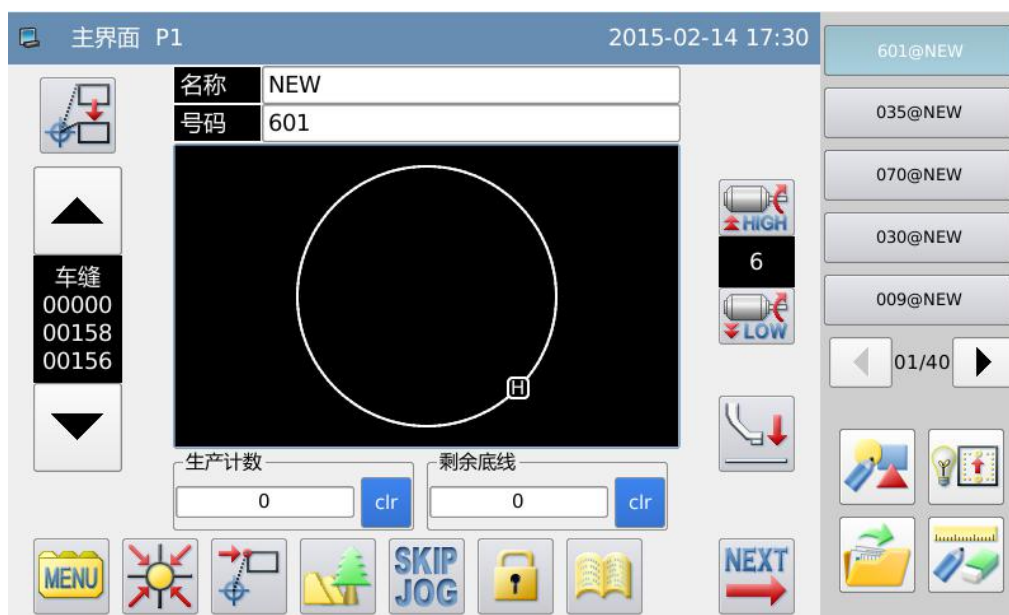 主界面 P1
2015-02-14 17:30
名称
NEW
号码
601
车缝
00000
00158
00156
H
HIGH
6
LOW
生产计数
0
clr
剩余底线
0
clr
MENU
SKIP
JOG
NEXT
601@NEW
035@NEW
070@NEW
030@NEW
009@NEW
01/40